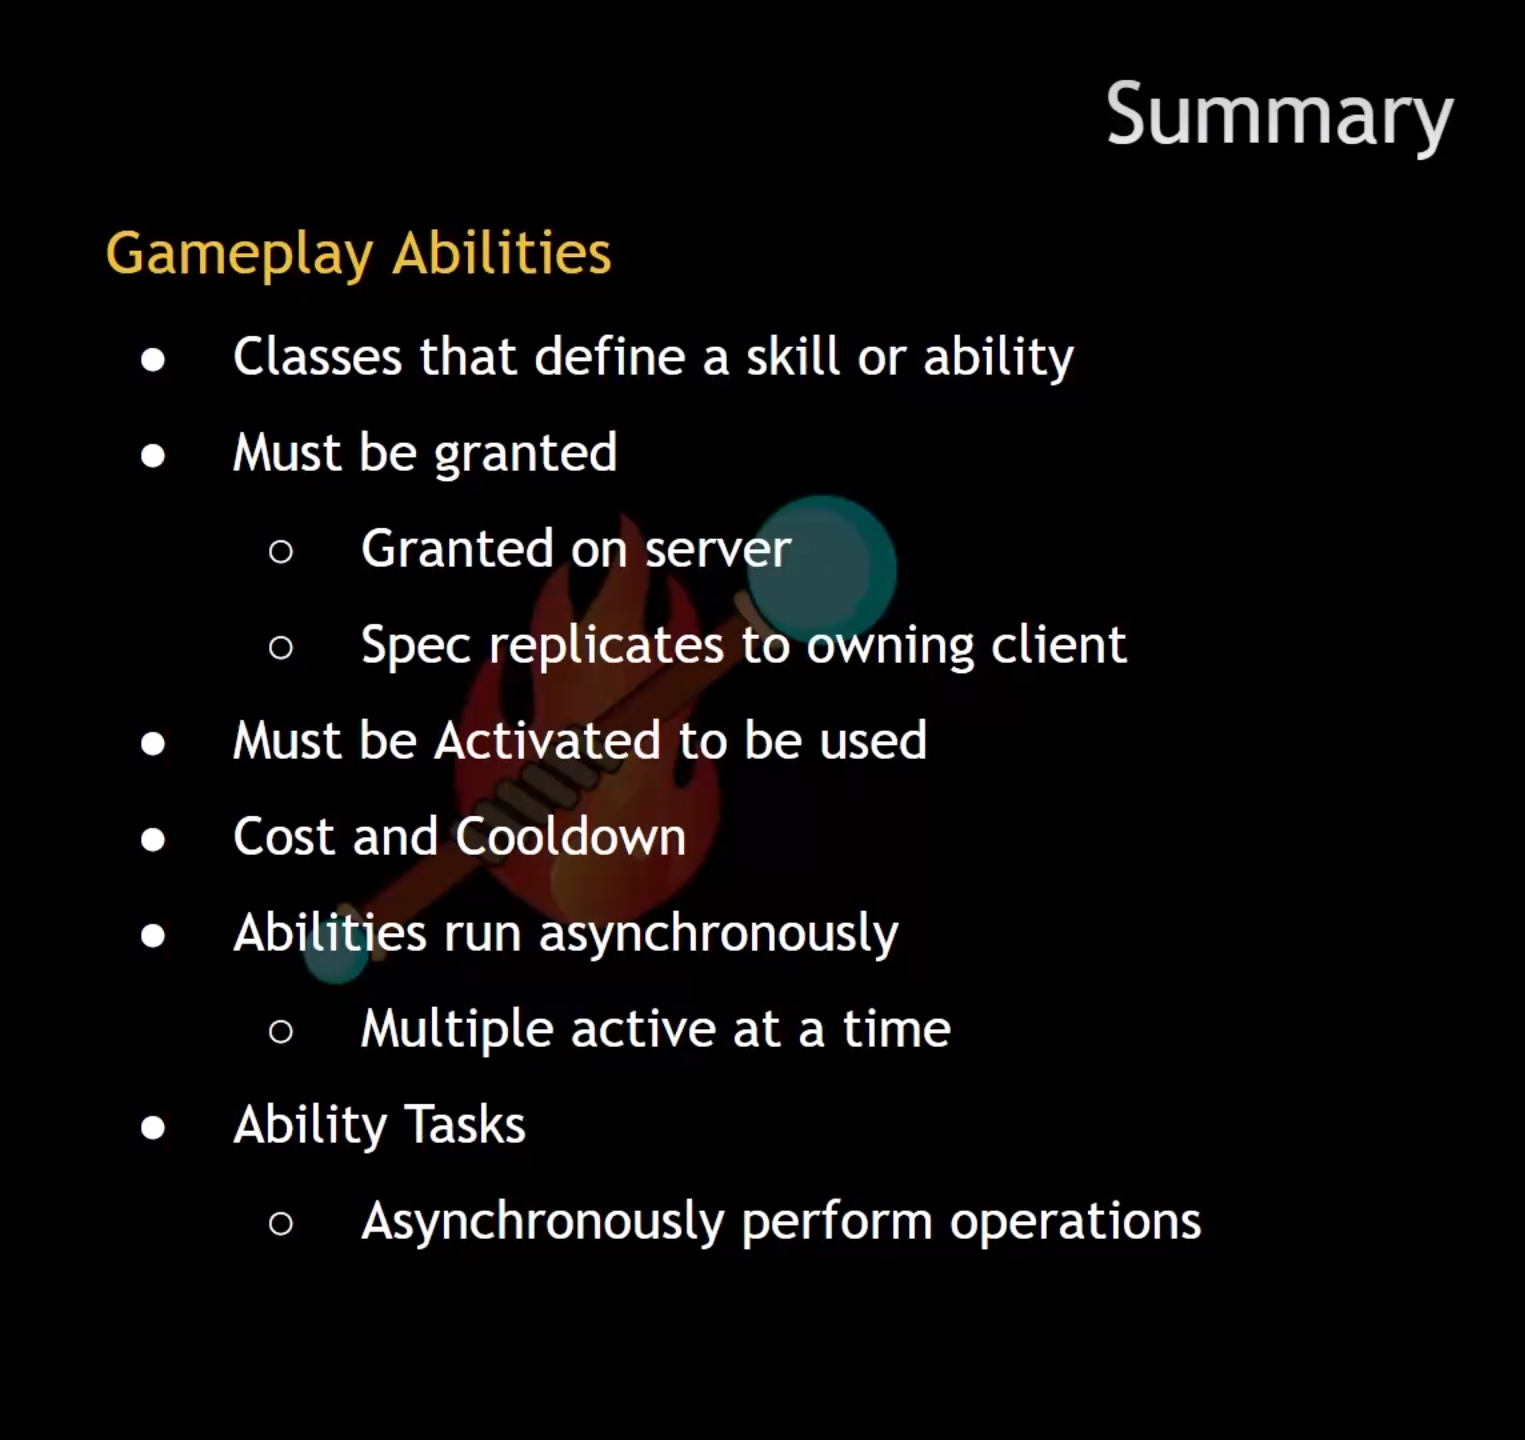 Summary
Gameplay Abilities
● Classes that define a skill or ability
● Must be granted
○ Granted on server
○ Spec replicates to owning client
● Must be Activated to be used
● Cost and Cooldown
● Abilities run asynchronously
○ Multiple active at a time
● Ability Tasks
○ Asynchronously perform operations